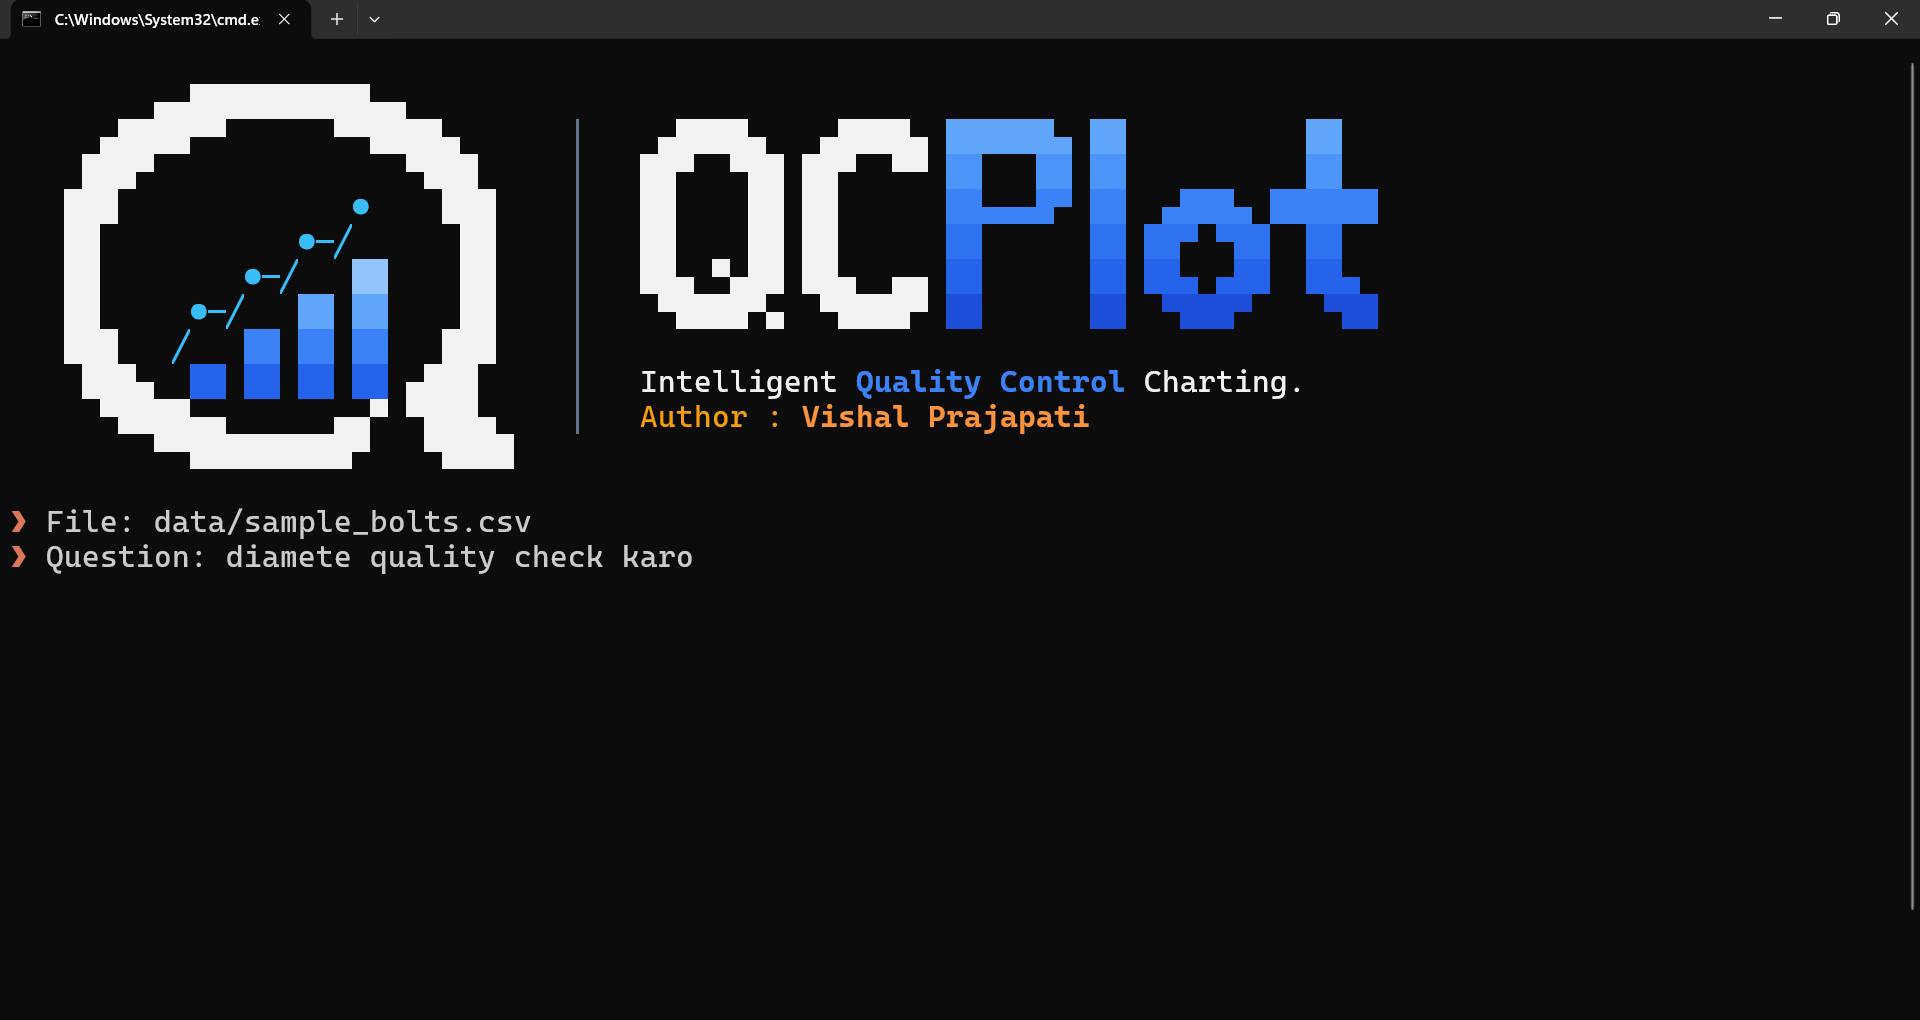 C:\Windows\System32\cmd.e
QCPlot
Intelligent Quality Control Charting.
Author : Vishal Prajapati
❯ File: data/sample_bolts.csv
❯ Question: diamete quality check karo